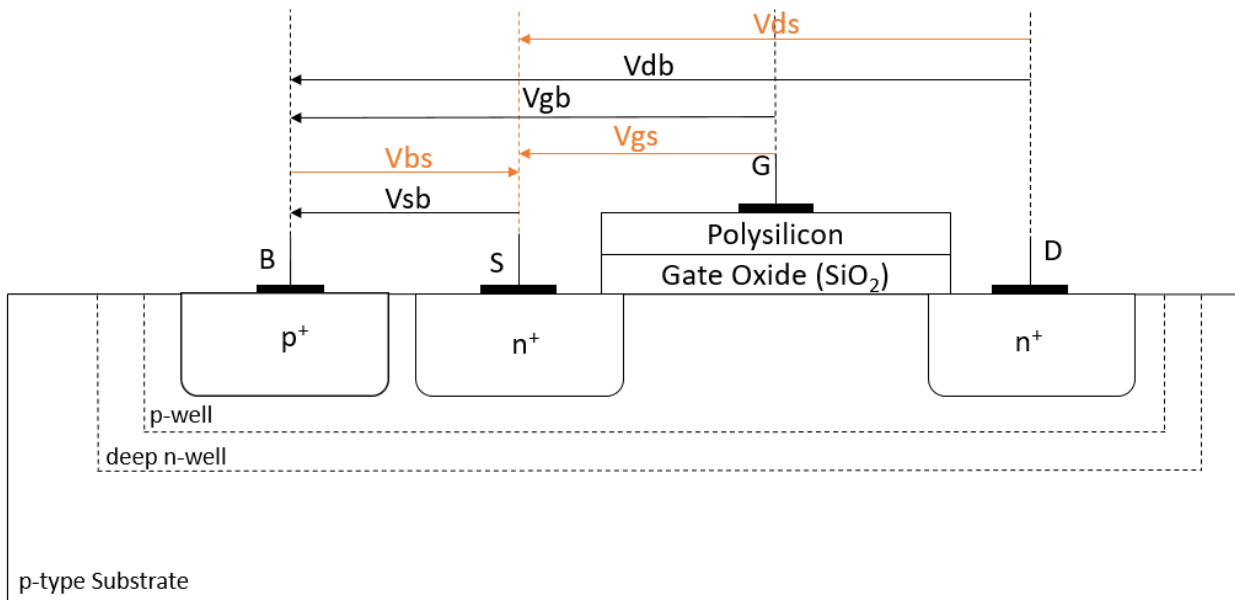 Vds
Vdb
Vgb
Vgs
Vbs
G
Vsb
Polysilicon
B
S
D
Gate Oxide (SiO₂)
p⁺
n⁺
n⁺
p-well
deep n-well
p-type Substrate